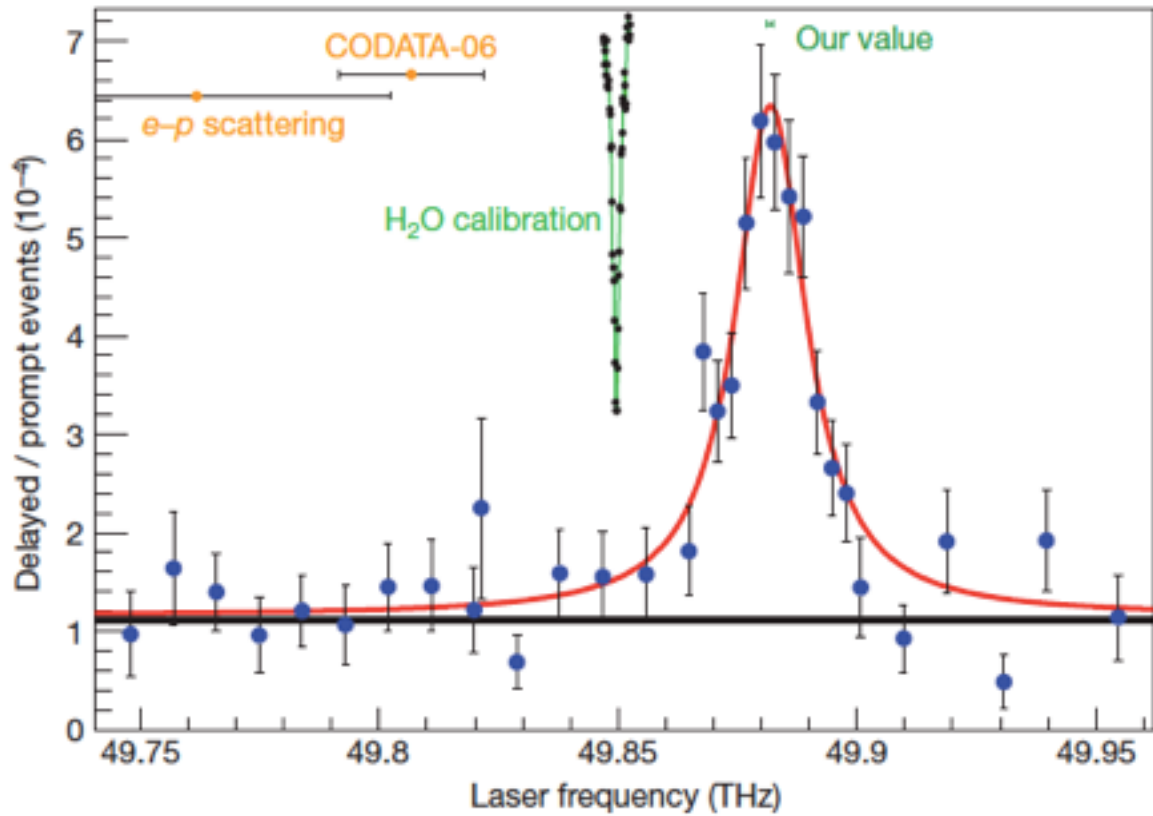 7
6
5
4
3
2
1
0
Delayed / prompt events (10⁻⁴)
CODATA-06
e–p scattering
H₂O calibration
Our value
49.75
49.8
49.85
49.9
49.95
Laser frequency (THz)